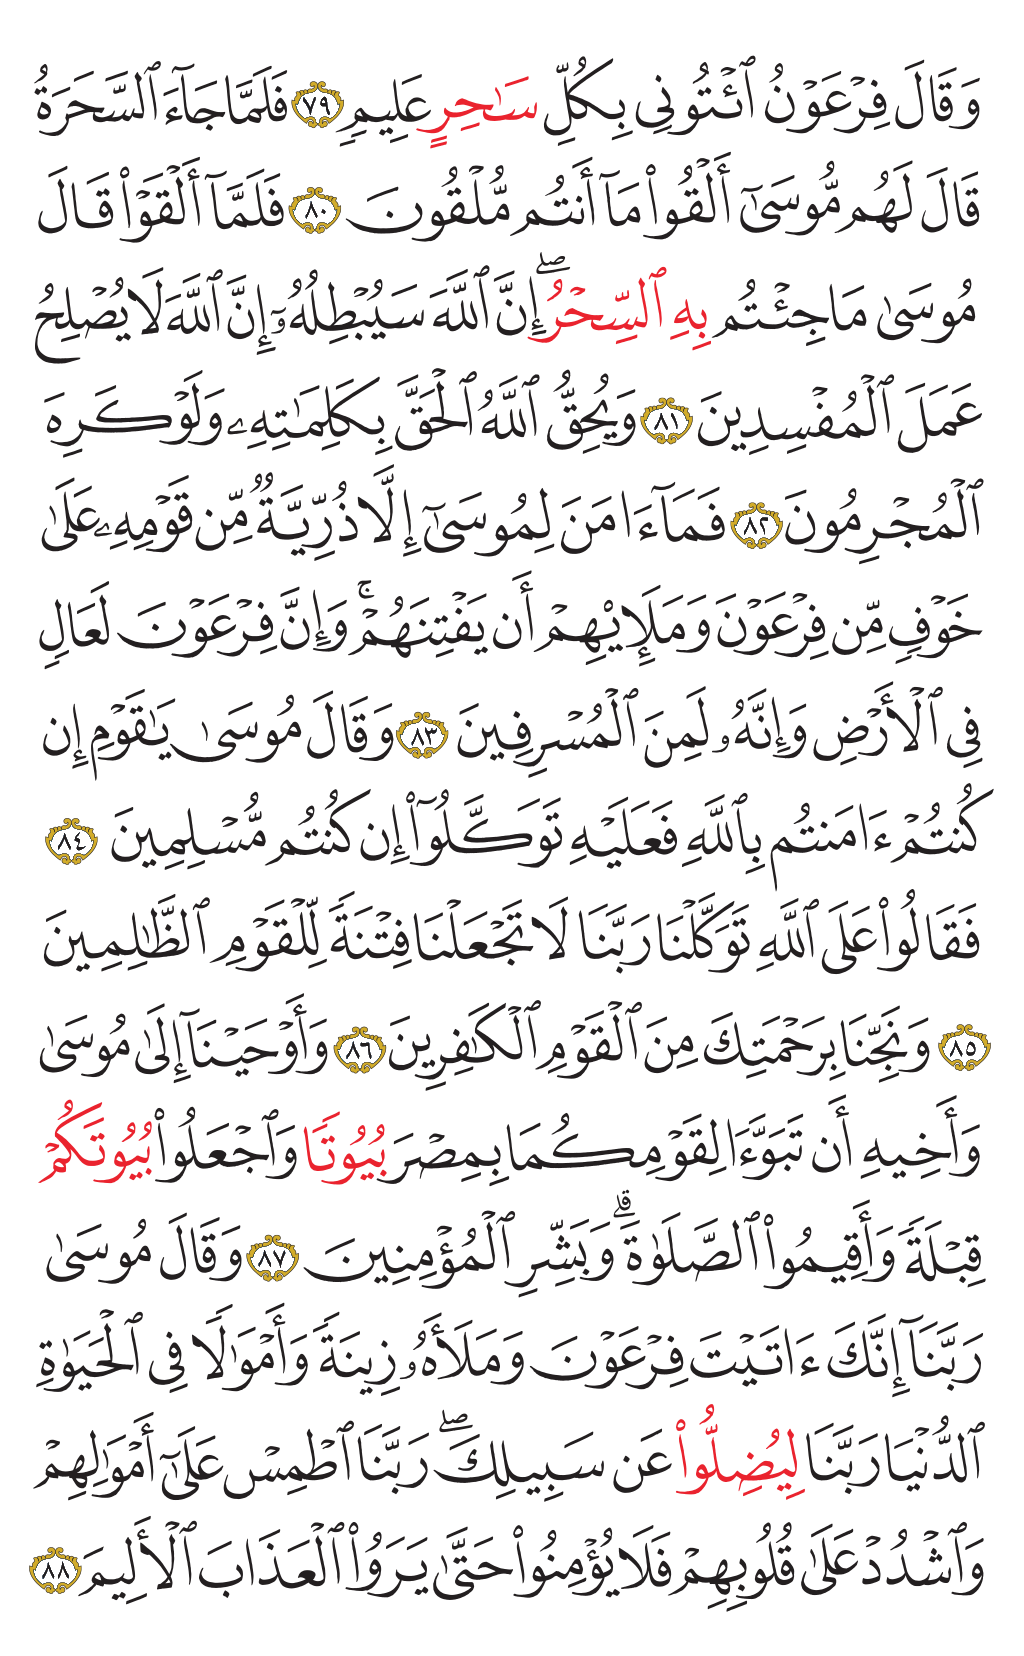 وَقَالَ فِرْعَوْنُ ٱئْتُونِى بِكُلِّ سَـٰحِرٍ عَلِيمٍ ٧٩ فَلَمَّا جَآءَ ٱلسَّحَرَةُ
قَالَ لَهُم مُّوسَىٰٓ أَلْقُوا۟ مَآ أَنتُم مُّلْقُونَ ٨٠ فَلَمَّآ أَلْقَوْا۟ قَالَ
مُوسَىٰ مَا جِئْتُم بِهِ ٱلسِّحْرُ ۖ إِنَّ ٱللَّهَ سَيُبْطِلُهُۥٓ إِنَّ ٱللَّهَ لَا يُصْلِحُ
عَمَلَ ٱلْمُفْسِدِينَ ٨١ وَيُحِقُّ ٱللَّهُ ٱلْحَقَّ بِكَلِمَـٰتِهِۦ وَلَوْ كَرِهَ
ٱلْمُجْرِمُونَ ٨٢ فَمَآ ءَامَنَ لِمُوسَىٰٓ إِلَّا ذُرِّيَّةٌ مِّن قَوْمِهِۦ عَلَىٰ
خَوْفٍ مِّن فِرْعَوْنَ وَمَلَإِي۟هِمْ أَن يَفْتِنَهُمْ ۚ وَإِنَّ فِرْعَوْنَ لَعَالٍ
فِى ٱلْأَرْضِ وَإِنَّهُۥ لَمِنَ ٱلْمُسْرِفِينَ ٨٣ وَقَالَ مُوسَىٰ يَـٰقَوْمِ إِن
كُنتُمْ ءَامَنتُم بِٱللَّهِ فَعَلَيْهِ تَوَكَّلُوٓا۟ إِن كُنتُم مُّسْلِمِينَ ٨٤
فَقَالُوا۟ عَلَى ٱللَّهِ تَوَكَّلْنَا رَبَّنَا لَا تَجْعَلْنَا فِتْنَةً لِّلْقَوْمِ ٱلظَّـٰلِمِينَ
٨٥ وَنَجِّنَا بِرَحْمَتِكَ مِنَ ٱلْقَوْمِ ٱلْكَـٰفِرِينَ ٨٦ وَأَوْحَيْنَآ إِلَىٰ مُوسَىٰ
وَأَخِيهِ أَن تَبَوَّءَا لِقَوْمِكُمَا بِمِصْرَ بُيُوتًا وَٱجْعَلُوا۟ بُيُوتَكُمْ
قِبْلَةً وَأَقِيمُوا۟ ٱلصَّلَوٰةَ ۗ وَبَشِّرِ ٱلْمُؤْمِنِينَ ٨٧ وَقَالَ مُوسَىٰ
رَبَّنَآ إِنَّكَ ءَاتَيْتَ فِرْعَوْنَ وَمَلَأَهُۥ زِينَةً وَأَمْوَٰلًا فِى ٱلْحَيَوٰةِ
ٱلدُّنْيَا رَبَّنَا لِيُضِلُّوا۟ عَن سَبِيلِكَ ۖ رَبَّنَا ٱطْمِسْ عَلَىٰٓ أَمْوَٰلِهِمْ
وَٱشْدُدْ عَلَىٰ قُلُوبِهِمْ فَلَا يُؤْمِنُوا۟ حَتَّىٰ يَرَوُا۟ ٱلْعَذَابَ ٱلْأَلِيمَ ٨٨